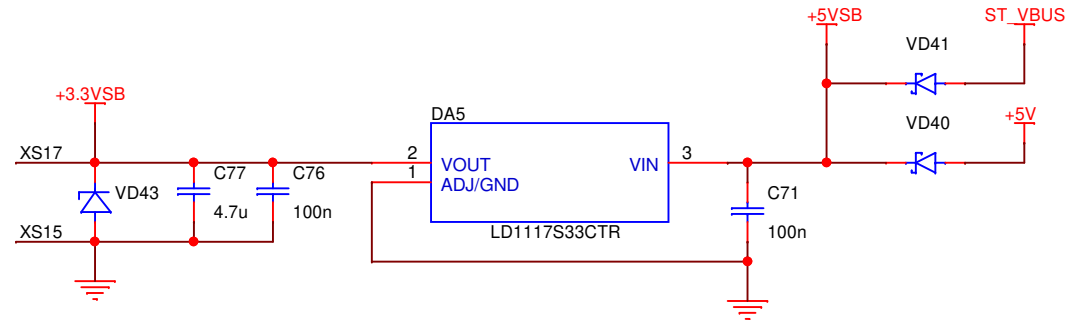 +5VSB
ST_VBUS
VD41
+3.3VSB
DA5
VD40
+5V
XS17
2
VOUT
VIN
3
C77
C76
1
ADJ/GND
VD43
C71
4.7u
100n
100n
XS15
LD1117S33CTR